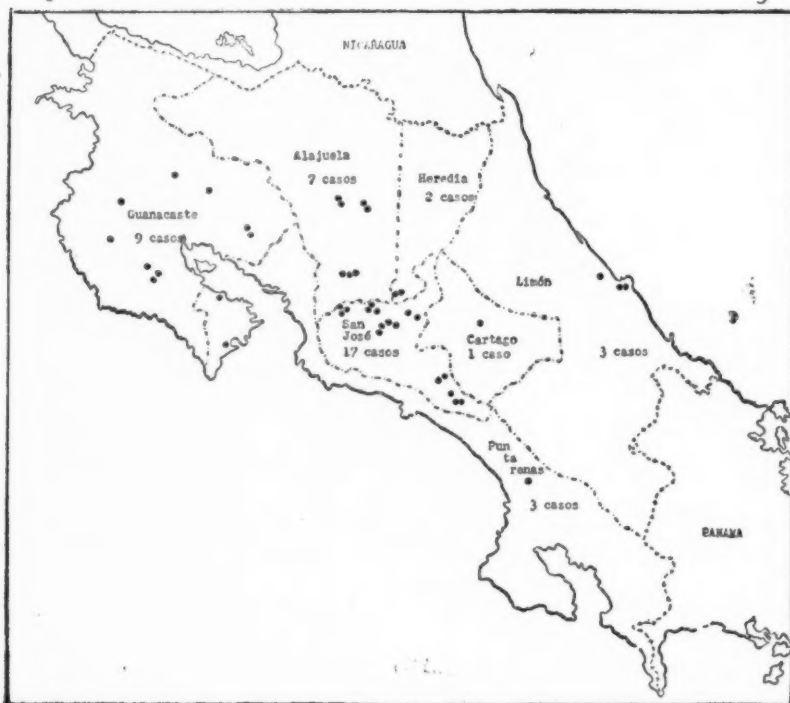 NICARAGUA
Alajuela
7 casos
Heredia
2 casos
Guanacaste
9 casos
Limón
3 casos
San
José
17 casos
Cartago
1 caso
Pun
ta
renas
3 casos
PANAMA